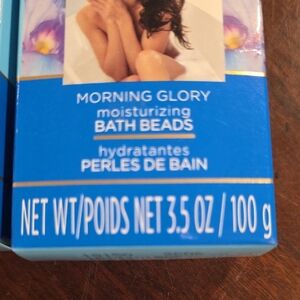 MORNING GLORY
moisturizing
BATH BEADS
hydratantes
PERLES DE BAIN
NET WT/POIDS NET 3.5 OZ / 100 g